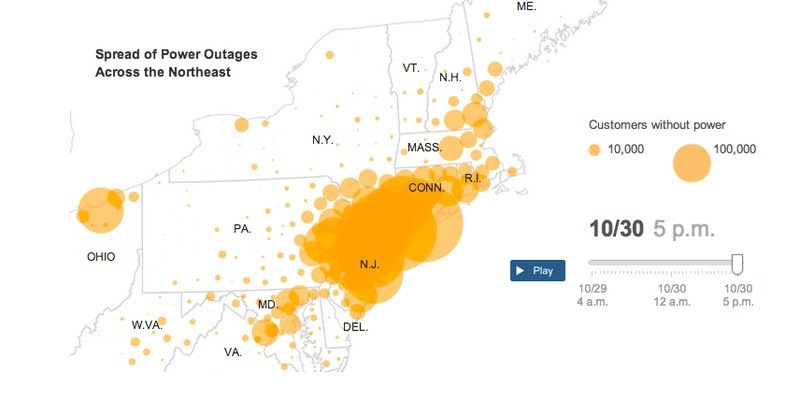 ME.
Spread of Power Outages
Across the Northeast
VT.
N.H.
N.Y.
MASS.
CONN.
R.I.
PA.
OHIO
N.J.
MD.
W.VA.
DEL.
VA.
Customers without power
10,000
100,000
10/30 5 p.m.
Play
10/29
4 a.m.
10/30
12 a.m.
10/30
5 p.m.